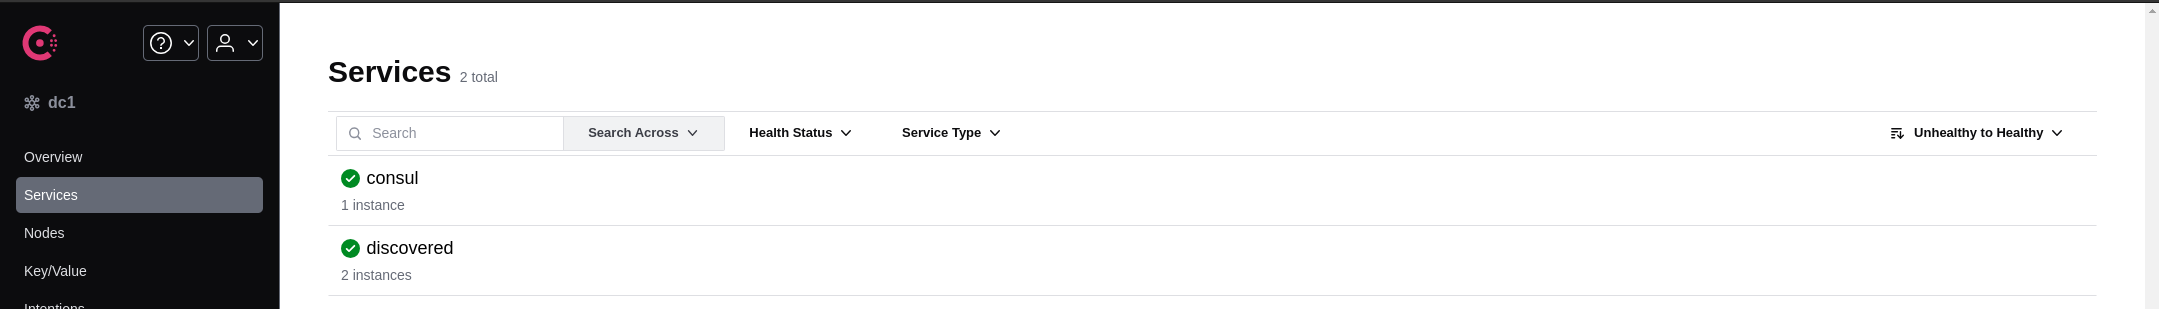 dc1
Overview
Services
Nodes
Key/Value
Intentions
Services 2 total
Search
Search Across
Health Status
Service Type
Unhealthy to Healthy
consul
1 instance
discovered
2 instances